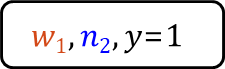 w₁, n₂, y=1